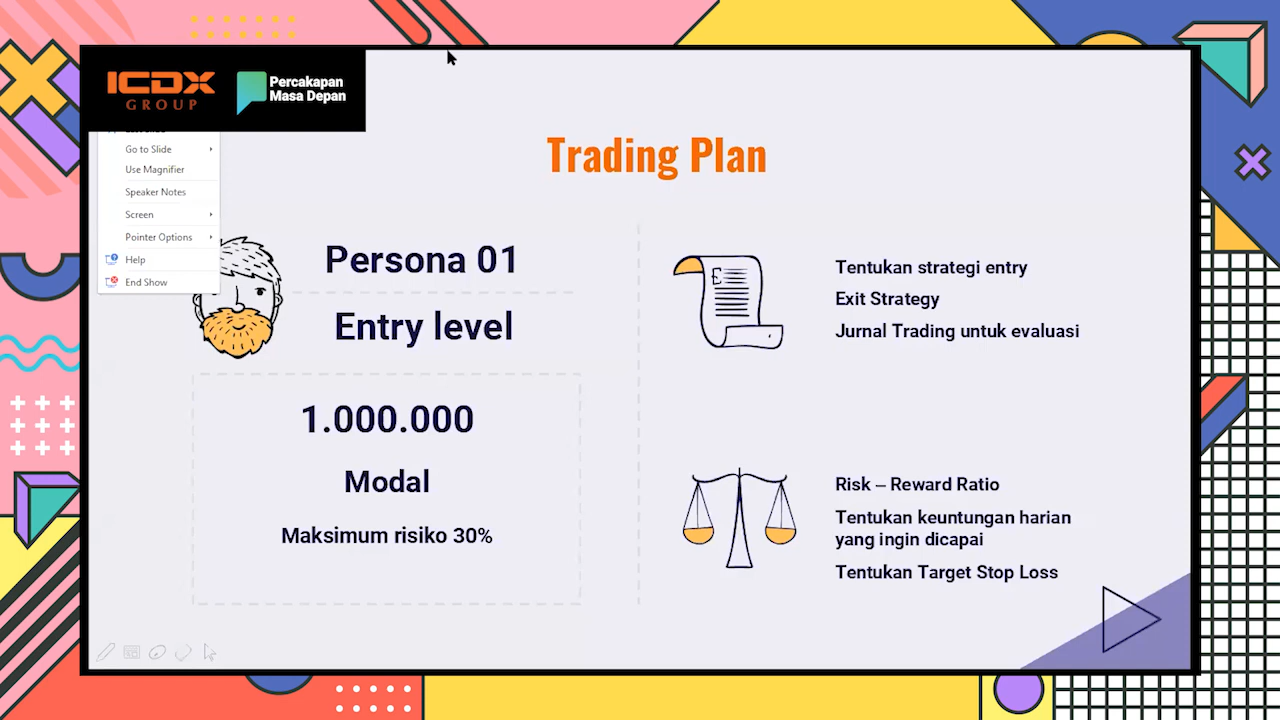 ICDX
GROUP
Percakapan
Masa Depan
Go to Slide
Use Magnifier
Speaker Notes
Screen
Pointer Options
Help
End Show
Trading Plan
Persona 01
Entry level
1.000.000
Modal
Maksimum risiko 30%
Tentukan strategi entry
Exit Strategy
Jurnal Trading untuk evaluasi
Risk – Reward Ratio
Tentukan keuntungan harian
yang ingin dicapai
Tentukan Target Stop Loss